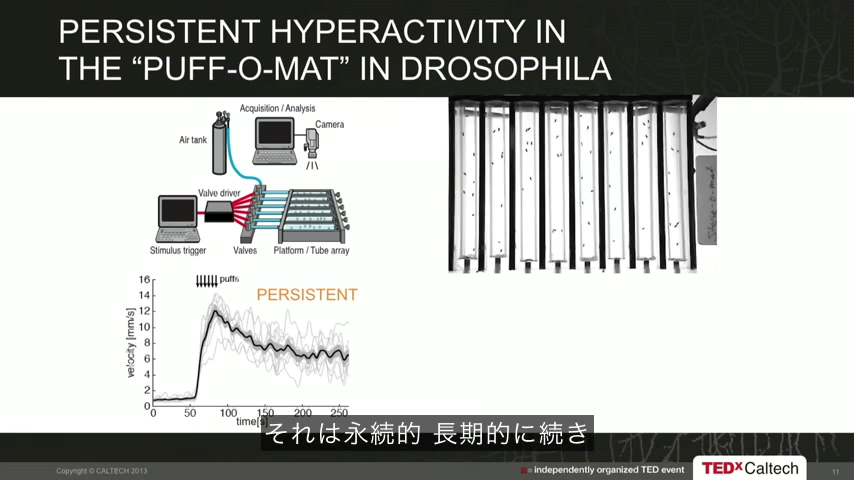 PERSISTENT HYPERACTIVITY IN
THE “PUFF-O-MAT” IN DROSOPHILA
Acquisition / Analysis
Camera
Air tank
Valve driver
Stimulus trigger
Valves
Platform / Tube array
puffs
PERSISTENT
velocity [mm/s]
16
14
12
10
8
6
4
2
0
0 50 100 150 200 250
time[s]
それは永続的 長期的に続き
Copyright © CALTECH 2013
independently organized TED event
TEDxCaltech
11